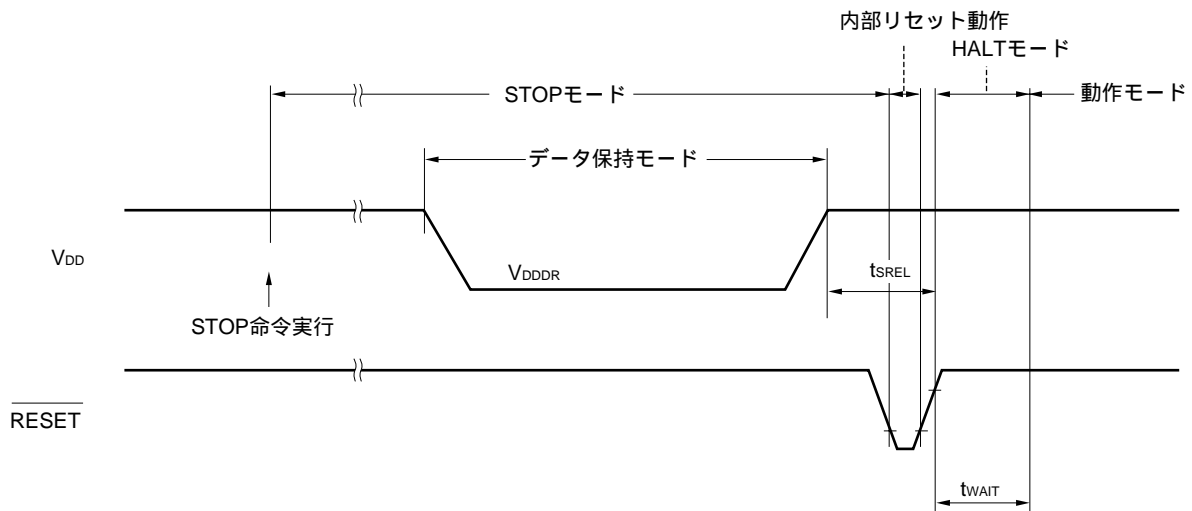 内部リセット動作
HALTモード
STOPモード
動作モード
データ保持モード
VDD
VDDDR
tSREL
STOP命令実行
RESET
tWAIT